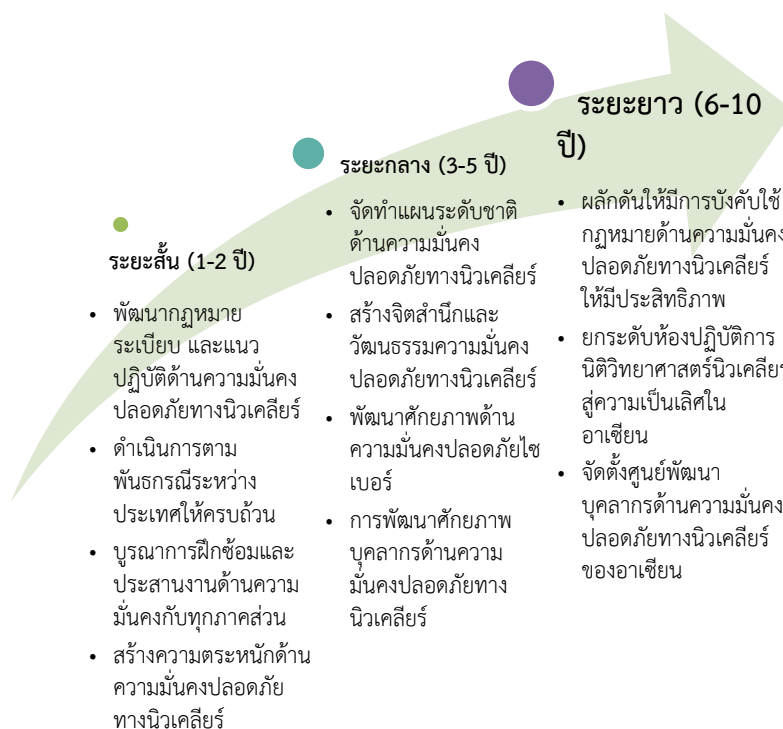 ระยะสั้น (1-2 ปี)
• พัฒนากฎหมาย
ระเบียบ และแนว
ปฏิบัติด้านความมั่นคง
ปลอดภัยทางนิวเคลียร์
• ดำเนินการตาม
พันธกรณีระหว่าง
ประเทศให้ครบถ้วน
• บูรณาการฝึกซ้อมและ
ประสานงานด้านความ
มั่นคงกับทุกภาคส่วน
• สร้างความตระหนักด้าน
ความมั่นคงปลอดภัย
ทางนิวเคลียร์
ระยะกลาง (3-5 ปี)
• จัดทำแผนระดับชาติ
ด้านความมั่นคง
ปลอดภัยทางนิวเคลียร์
• สร้างจิตสำนึกและ
วัฒนธรรมความมั่นคง
ปลอดภัยทางนิวเคลียร์
• พัฒนาศักยภาพด้าน
ความมั่นคงปลอดภัยไซ
เบอร์
• การพัฒนาศักยภาพ
บุคลากรด้านความ
มั่นคงปลอดภัยทาง
นิวเคลียร์
ระยะยาว (6-10
ปี)
• ผลักดันให้มีการบังคับใช้
กฎหมายด้านความมั่นคง
ปลอดภัยทางนิวเคลียร์
ให้มีประสิทธิภาพ
• ยกระดับห้องปฏิบัติการ
นิติวิทยาศาสตร์นิวเคลียร์
สู่ความเป็นเลิศใน
อาเซียน
• จัดตั้งศูนย์พัฒนา
บุคลากรด้านความมั่นคง
ปลอดภัยทางนิวเคลียร์
ของอาเซียน